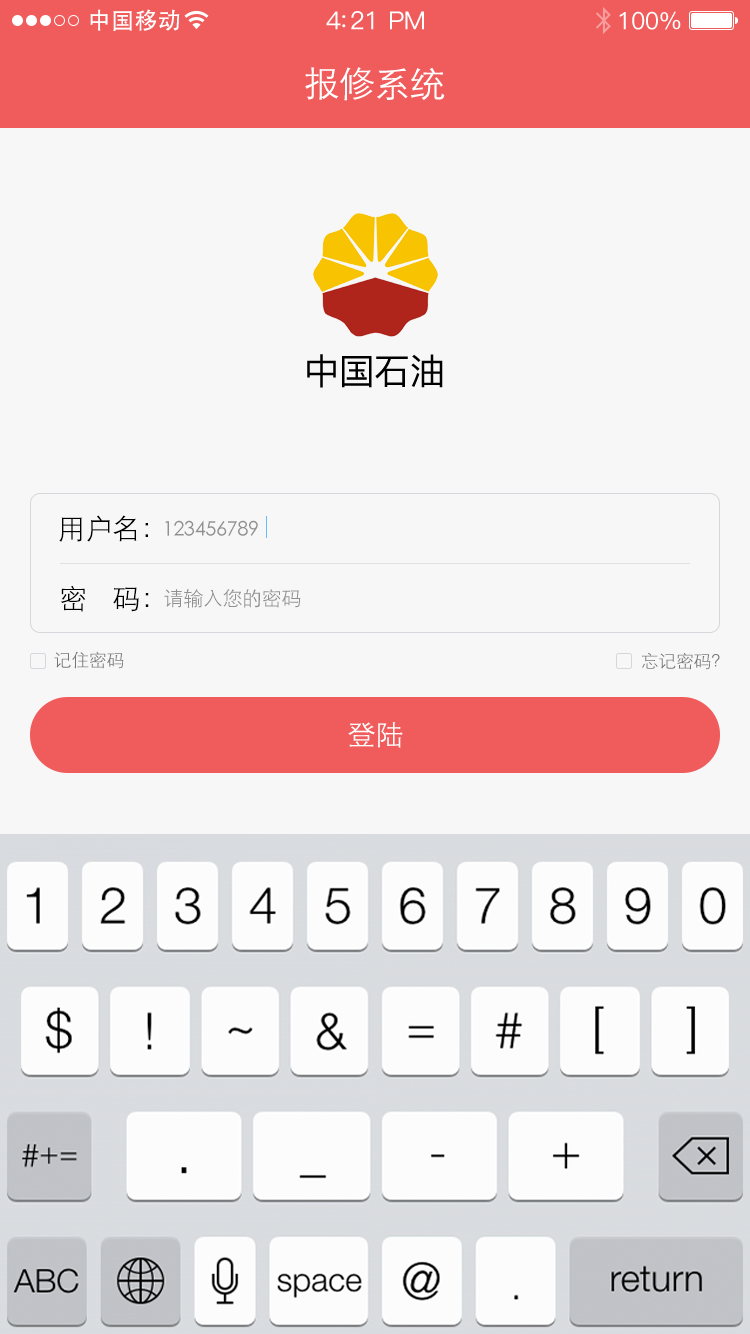 中国移动 4:21 PM 100%
报修系统
中国石油
用户名：123456789
密 码：请输入您的密码
记住密码 忘记密码?
登陆
1 2 3 4 5 6 7 8 9 0
$ ! ~ & = # [ ]
#+= . _ - +
ABC space @ . return